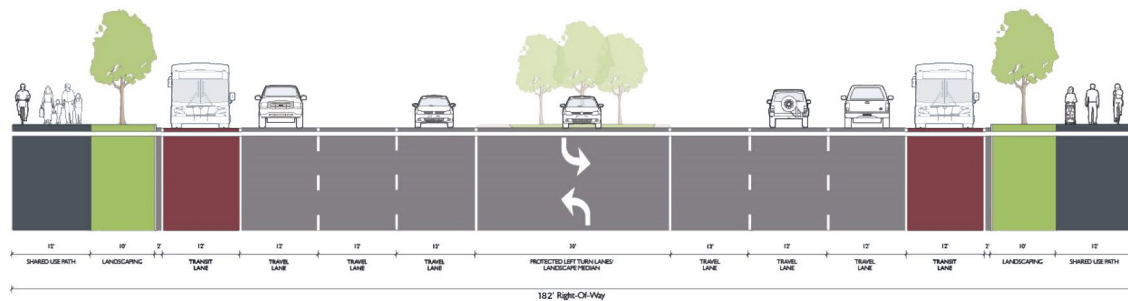 12' 10' 2' 12' 12' 12' 30' 12' 12' 12' 2' 10' 12'
SHARED USE PATH LANDSCAPING TRANSIT LANE TRAVEL LANE TRAVEL LANE TRAVEL LANE PROTECTED LEFT TURN LANES/ LANDSCAPE MEDIAN TRAVEL LANE TRAVEL LANE TRAVEL LANE TRANSIT LANE LANDSCAPING SHARED USE PATH
182' Right-Of-Way